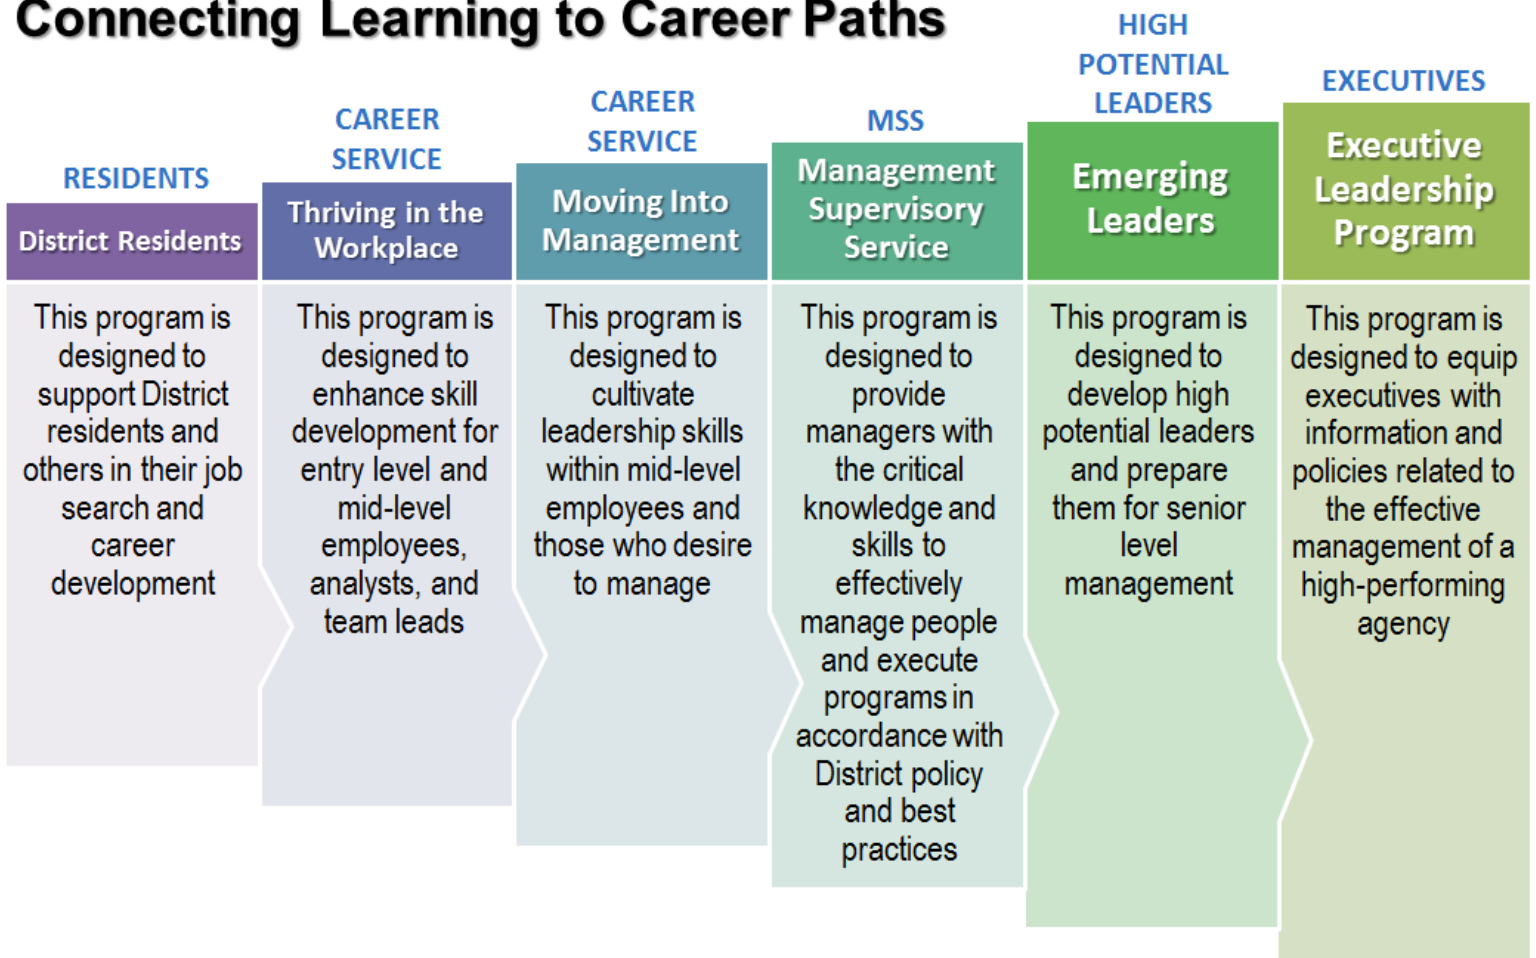 Connecting Learning to Career Paths
RESIDENTS
District Residents
This program is
designed to
support District
residents and
others in their job
search and
career
development
CAREER
SERVICE
Thriving in the
Workplace
This program is
designed to
enhance skill
development for
entry level and
mid-level
employees,
analysts, and
team leads
CAREER
SERVICE
Moving Into
Management
This program is
designed to
cultivate
leadership skills
within mid-level
employees and
those who desire
to manage
MSS
Management
Supervisory
Service
This program is
designed to
provide
managers with
the critical
knowledge and
skills to
effectively
manage people
and execute
programs in
accordance with
District policy
and best
practices
HIGH
POTENTIAL
LEADERS
Emerging
Leaders
This program is
designed to
develop high
potential leaders
and prepare
them for senior
level
management
EXECUTIVES
Executive
Leadership
Program
This program is
designed to equip
executives with
information and
policies related to
the effective
management of a
high-performing
agency